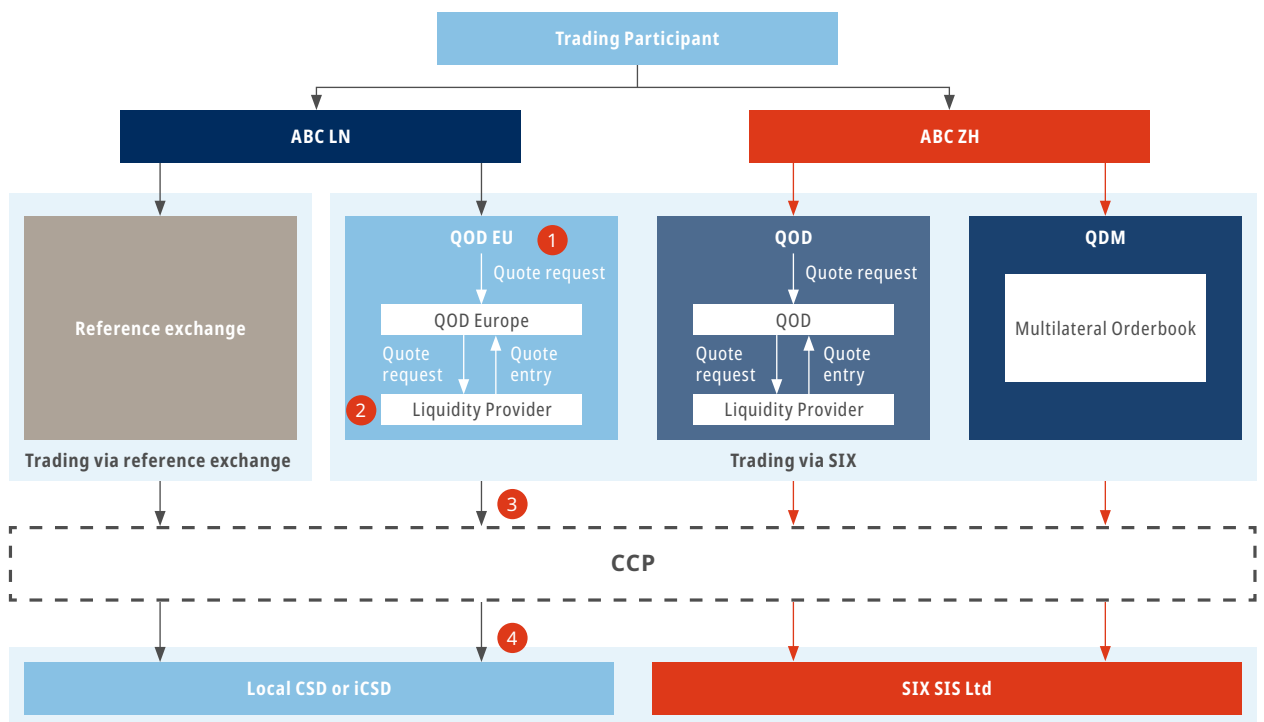 Trading Participant
ABC LN
ABC ZH
Reference exchange
Trading via reference exchange
QOD EU
1
Quote request
QOD Europe
Quote
request
Quote
entry
2
Liquidity Provider
QOD
Quote request
QOD
Quote
request
Quote
entry
Liquidity Provider
QDM
Multilateral Orderbook
Trading via SIX
3
CCP
4
Local CSD or iCSD
SIX SIS Ltd